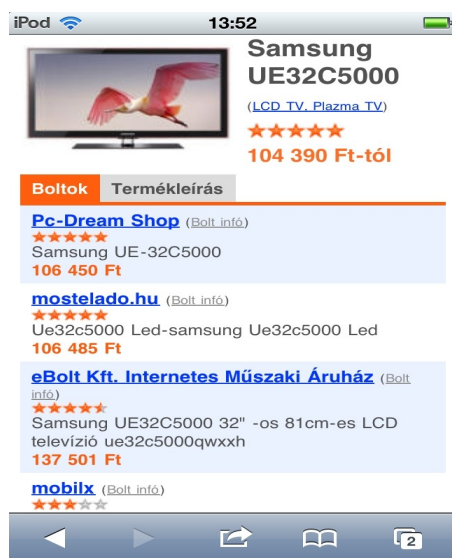 iPod 13:52
Samsung
UE32C5000
(LCD TV, Plazma TV)
104 390 Ft-tól
Boltok Termékleírás
Pc-Dream Shop (Bolt infó)
Samsung UE-32C5000
106 450 Ft
mostelado.hu (Bolt infó)
Ue32c5000 Led-samsung Ue32c5000 Led
106 485 Ft
eBolt Kft. Internetes Műszaki Áruház (Bolt
infó)
Samsung UE32C5000 32" -os 81cm-es LCD
televízió ue32c5000qwxxh
137 501 Ft
mobilx (Bolt infó)
2